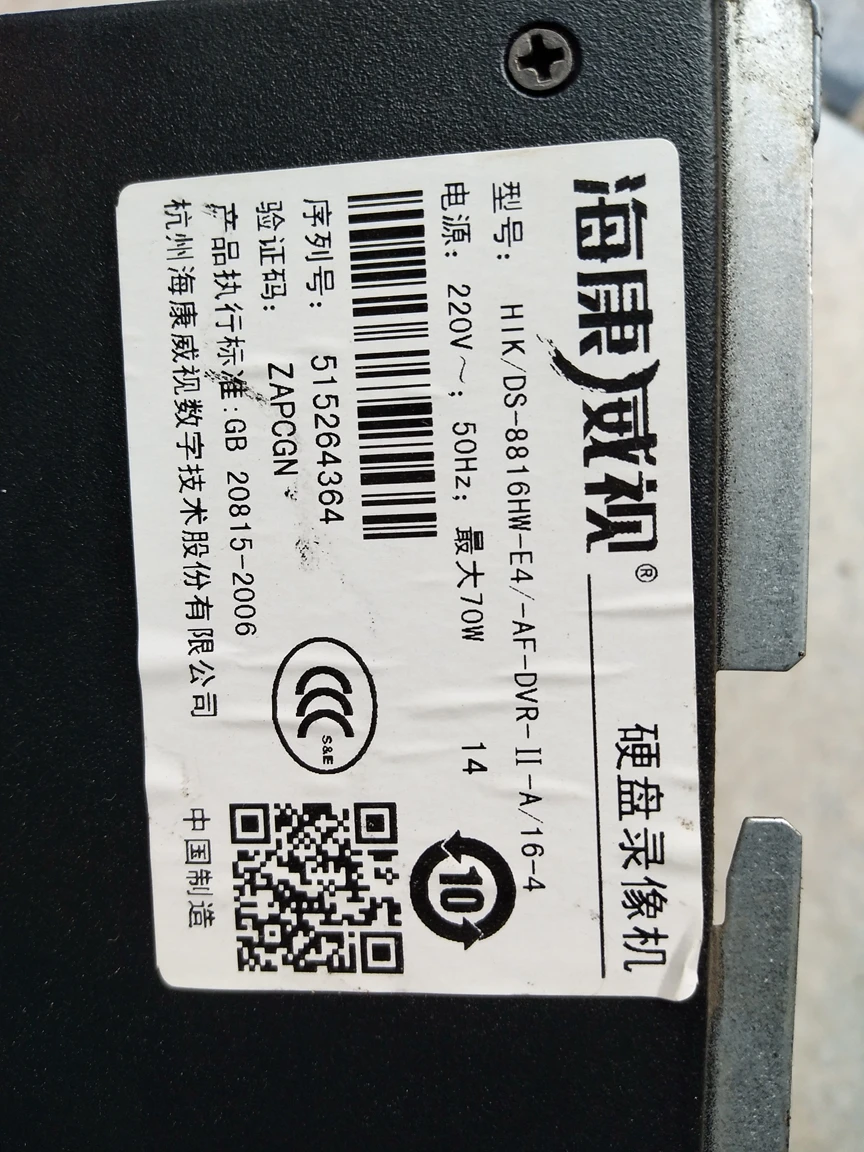 海康威视® 硬盘录像机
型号: HIK/DS-8816HW-E4/-AF-DVR-II-A/16-4
电源: 220V～; 50Hz; 最大70W 14
10
序列号: 515264364
验证码: ZAPCGN
S&E
产品执行标准:GB 20815-2006
杭州海康威视数字技术股份有限公司 中国制造